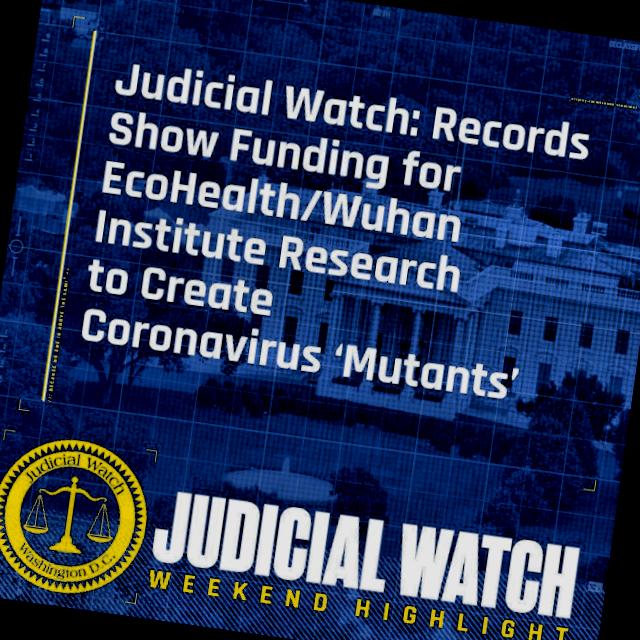 Judicial Watch: Records
Show Funding for
EcoHealth/Wuhan
Institute Research
to Create
Coronavirus ‘Mutants’
Judicial Watch
Washington D.C.
JUDICIAL WATCH
WEEKEND HIGHLIGHT